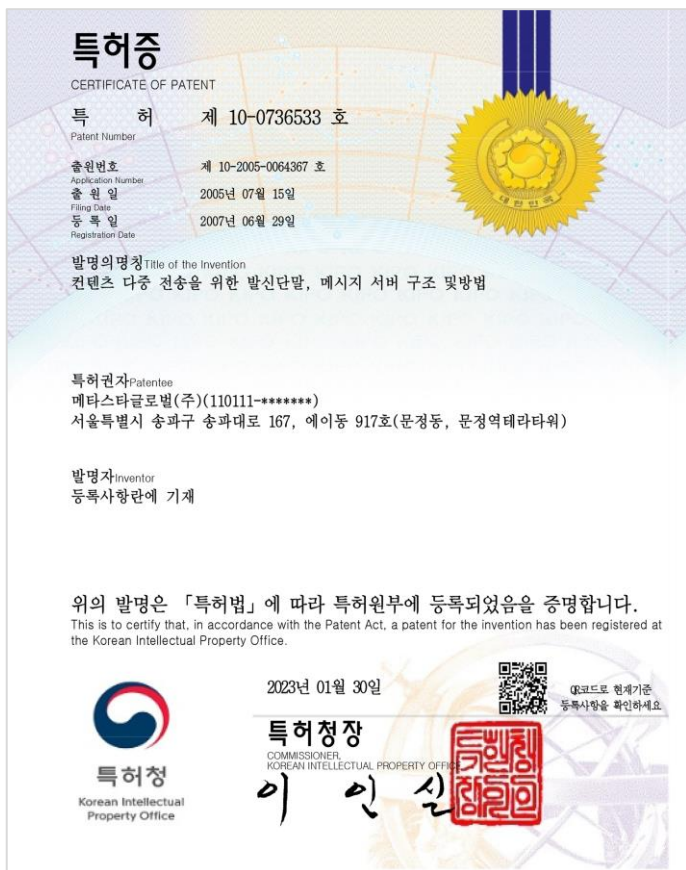 특허증
CERTIFICATE OF PATENT
특 허 제 10-0736533 호
Patent Number
출원번호 제 10-2005-0064367 호
Application Number
출 원 일 2005년 07월 15일
Filing Date
등 록 일 2007년 06월 29일
Registration Date
대한민국
발명의명칭Title of the Invention
컨텐츠 다중 전송을 위한 발신단말, 메시지 서버 구조 및방법
특허권자Patentee
메타스타글로벌(주)(110111-*******)
서울특별시 송파구 송파대로 167, 에이동 917호(문정동, 문정역테라타워)
발명자Inventor
등록사항란에 기재
위의 발명은 「특허법」에 따라 특허원부에 등록되었음을 증명합니다.
This is to certify that, in accordance with the Patent Act, a patent for the invention has been registered at
the Korean Intellectual Property Office.
2023년 01월 30일
QR코드로 현재기준
등록사항을 확인하세요
특허청장
COMMISSIONER,
KOREAN INTELLECTUAL PROPERTY OFFICE
이 인 실
특허청
Korean Intellectual
Property Office